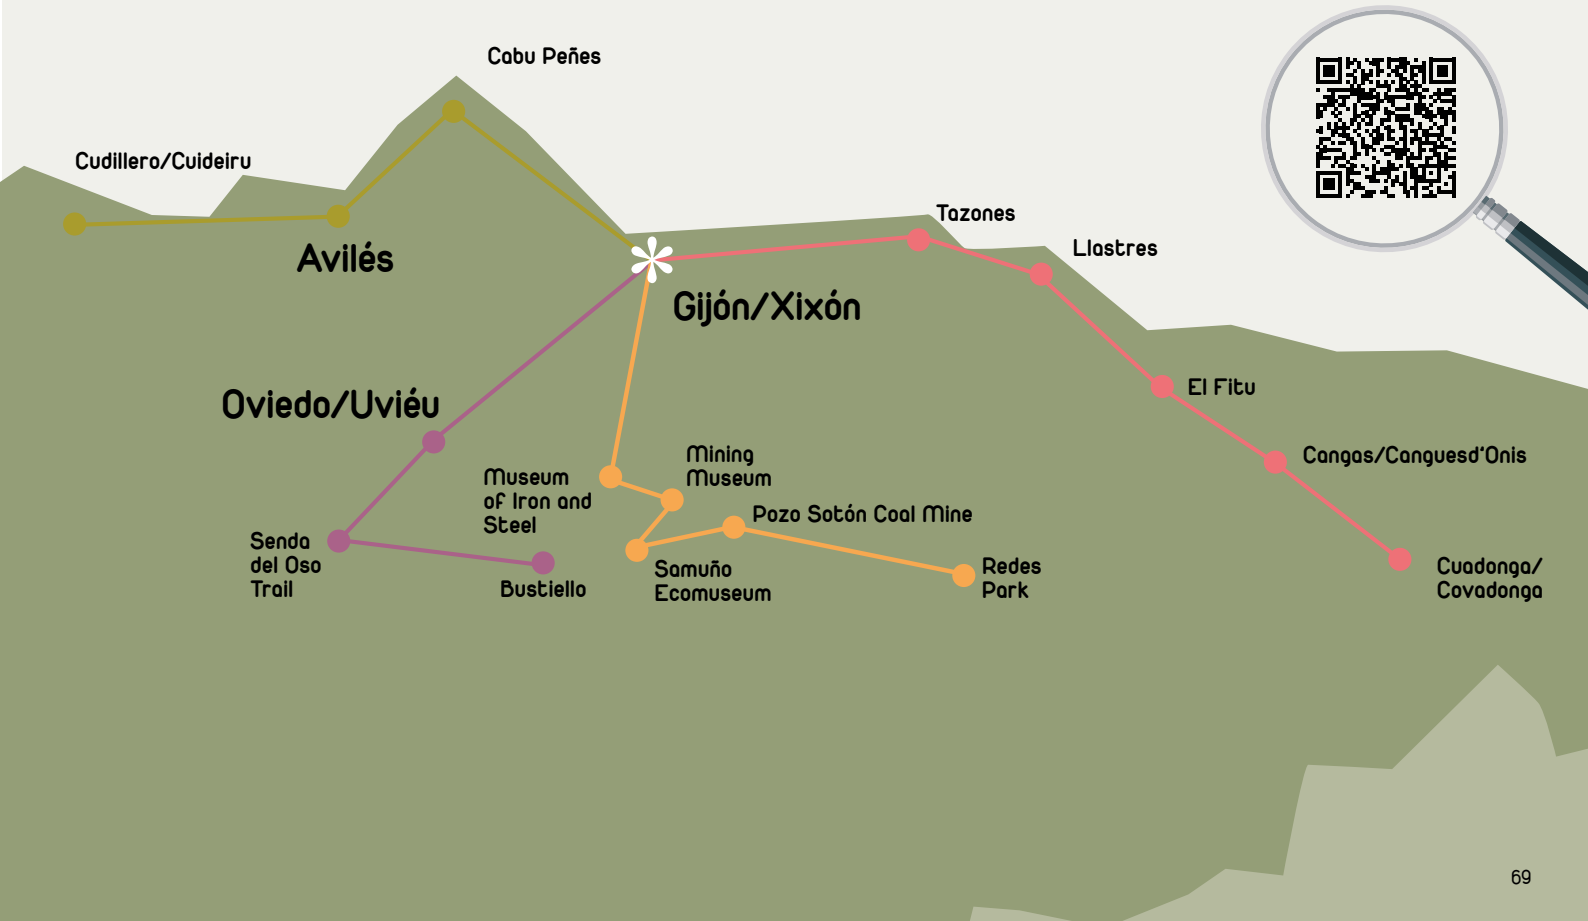 Cabu Peñes
Cudillero/Cuideiru
Avilés
Tazones
Llastres
Gijón/Xixón
El Fitu
Oviedo/Uviéu
Cangas/Canguesd'Onis
Mining
Museum
Museum
of Iron and
Steel
Pozo Sotón Coal Mine
Senda
del Oso
Trail
Bustiello
Samuño
Ecomuseum
Redes
Park
Cuadonga/
Covadonga
69